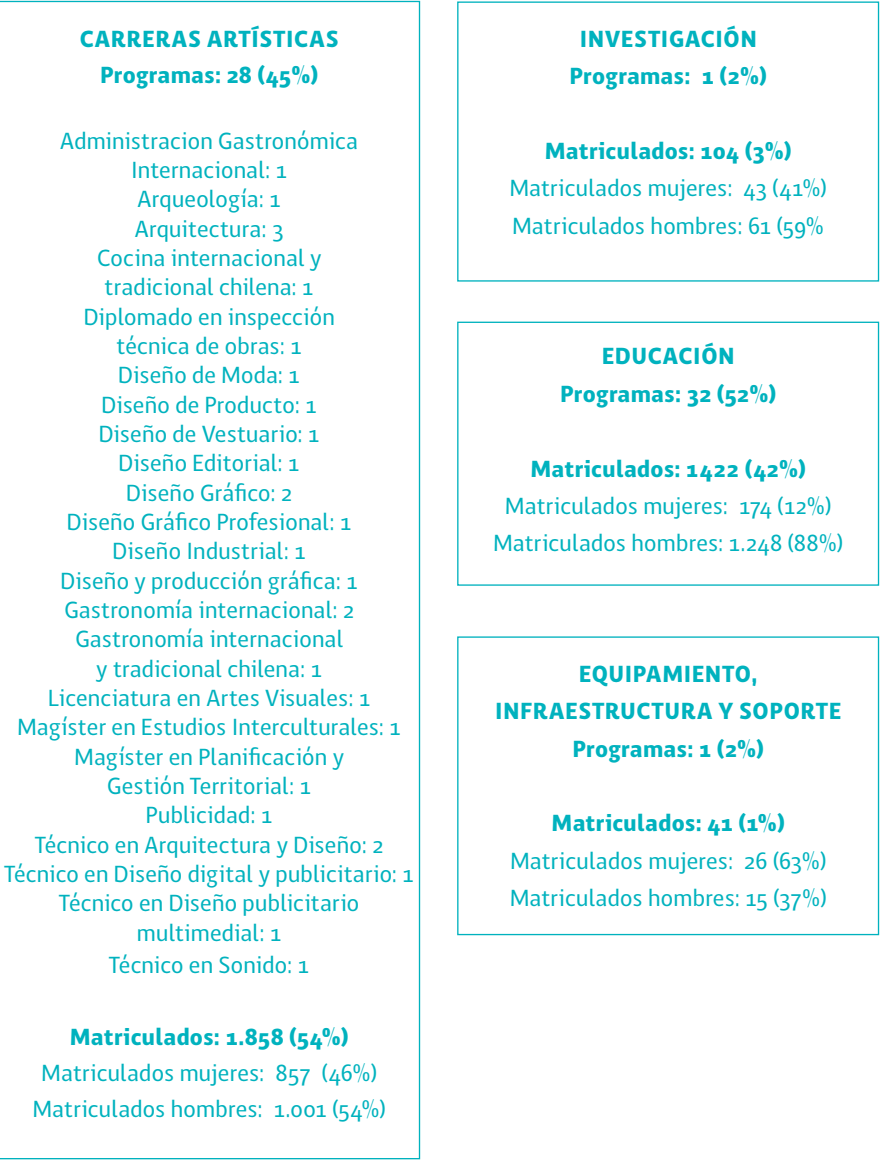 CARRERAS ARTÍSTICAS
Programas: 28 (45%)
Administracion Gastronómica
Internacional: 1
Arqueología: 1
Arquitectura: 3
Cocina internacional y
tradicional chilena: 1
Diplomado en inspección
técnica de obras: 1
Diseño de Moda: 1
Diseño de Producto: 1
Diseño de Vestuario: 1
Diseño Editorial: 1
Diseño Gráfico: 2
Diseño Gráfico Profesional: 1
Diseño Industrial: 1
Diseño y producción gráfica: 1
Gastronomía internacional: 2
Gastronomía internacional
y tradicional chilena: 1
Licenciatura en Artes Visuales: 1
Magíster en Estudios Interculturales: 1
Magíster en Planificación y
Gestión Territorial: 1
Publicidad: 1
Técnico en Arquitectura y Diseño: 2
Técnico en Diseño digital y publicitario: 1
Técnico en Diseño publicitario
multimedial: 1
Técnico en Sonido: 1
Matriculados: 1.858 (54%)
Matriculados mujeres: 857 (46%)
Matriculados hombres: 1.001 (54%)
INVESTIGACIÓN
Programas: 1 (2%)
Matriculados: 104 (3%)
Matriculados mujeres: 43 (41%)
Matriculados hombres: 61 (59%
EDUCACIÓN
Programas: 32 (52%)
Matriculados: 1422 (42%)
Matriculados mujeres: 174 (12%)
Matriculados hombres: 1.248 (88%)
EQUIPAMIENTO,
INFRAESTRUCTURA Y SOPORTE
Programas: 1 (2%)
Matriculados: 41 (1%)
Matriculados mujeres: 26 (63%)
Matriculados hombres: 15 (37%)